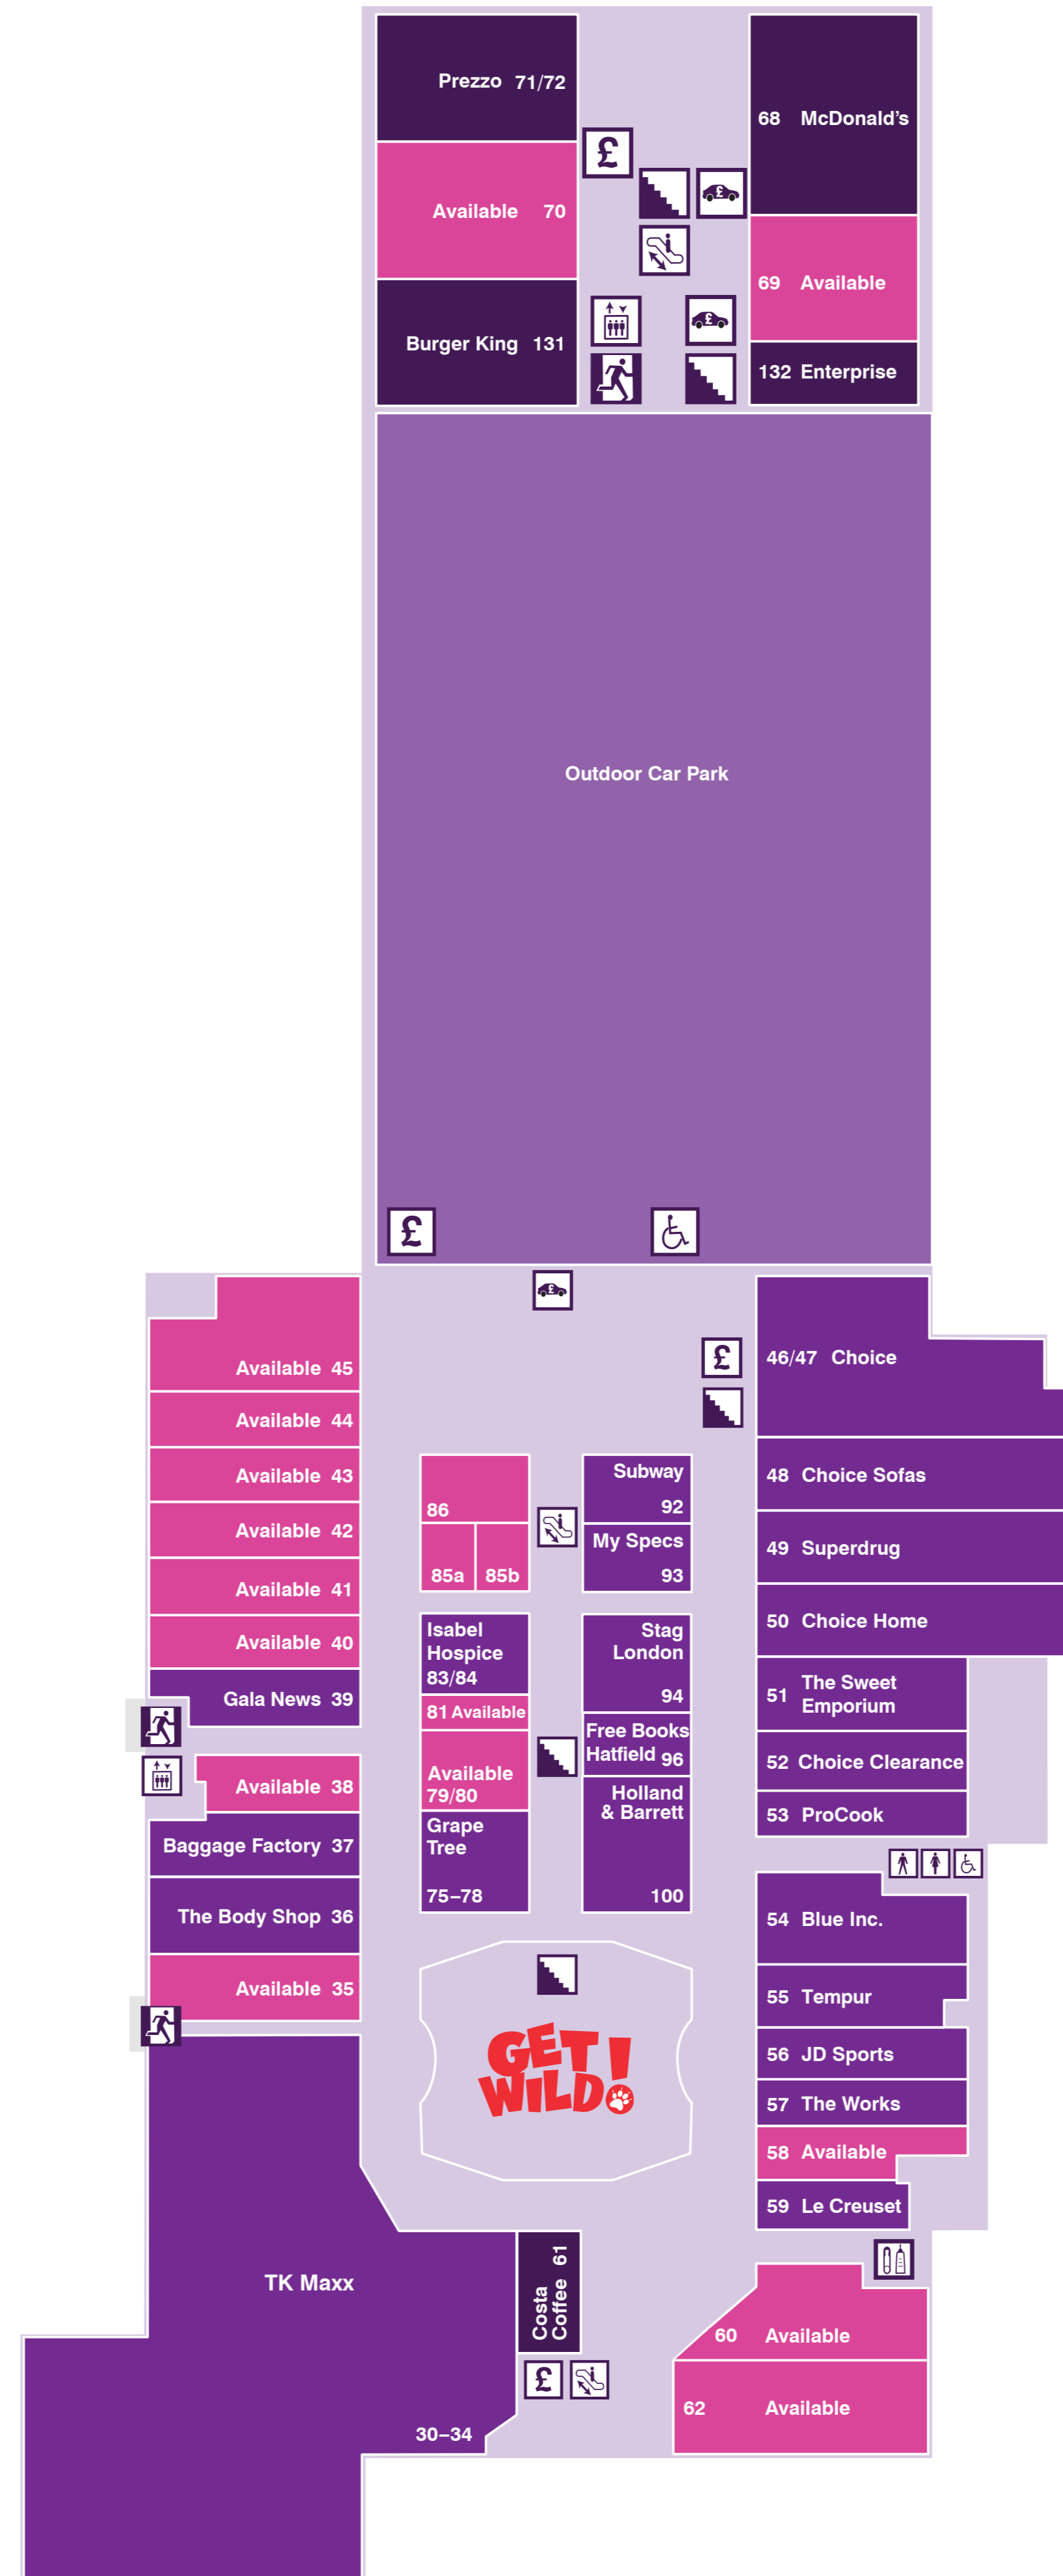 Prezzo 71/72
68 McDonald's
£
£
Available 70
69 Available
£
Burger King 131
132 Enterprise
Outdoor Car Park
£
£
Available 45
46/47 Choice
£
Available 44
Available 43
48 Choice Sofas
86
Subway
92
Available 42
49 Superdrug
My Specs
93
85a 85b
Available 41
Available 40
50 Choice Home
Isabel
Hospice
83/84
Stag
London
94
Gala News 39
51 The Sweet
Emporium
81 Available
Free Books
Hatfield 96
52 Choice Clearance
Available 38
Available
79/80
Holland
& Barrett
100
53 ProCook
Baggage Factory 37
Grape
Tree
75–78
The Body Shop 36
54 Blue Inc.
Available 35
55 Tempur
GET
WILD!
56 JD Sports
57 The Works
58 Available
59 Le Creuset
TK Maxx
30–34
Costa
Coffee 61
£
60 Available
62 Available